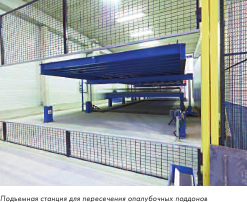 Подъемная станция для пересечения опалубочных поддонов